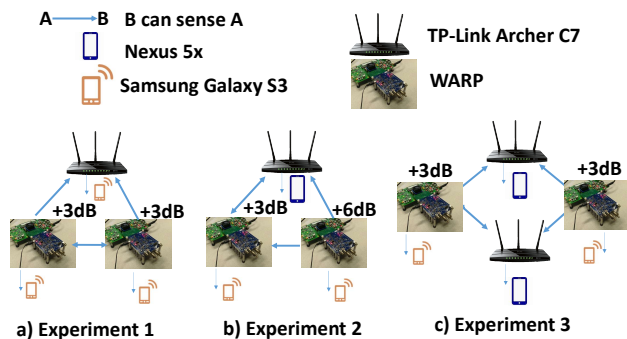 A B B can sense A
Nexus 5x
Samsung Galaxy S3
TP-Link Archer C7
WARP
+3dB +3dB
+3dB +6dB
+3dB +3dB
a) Experiment 1
b) Experiment 2
c) Experiment 3